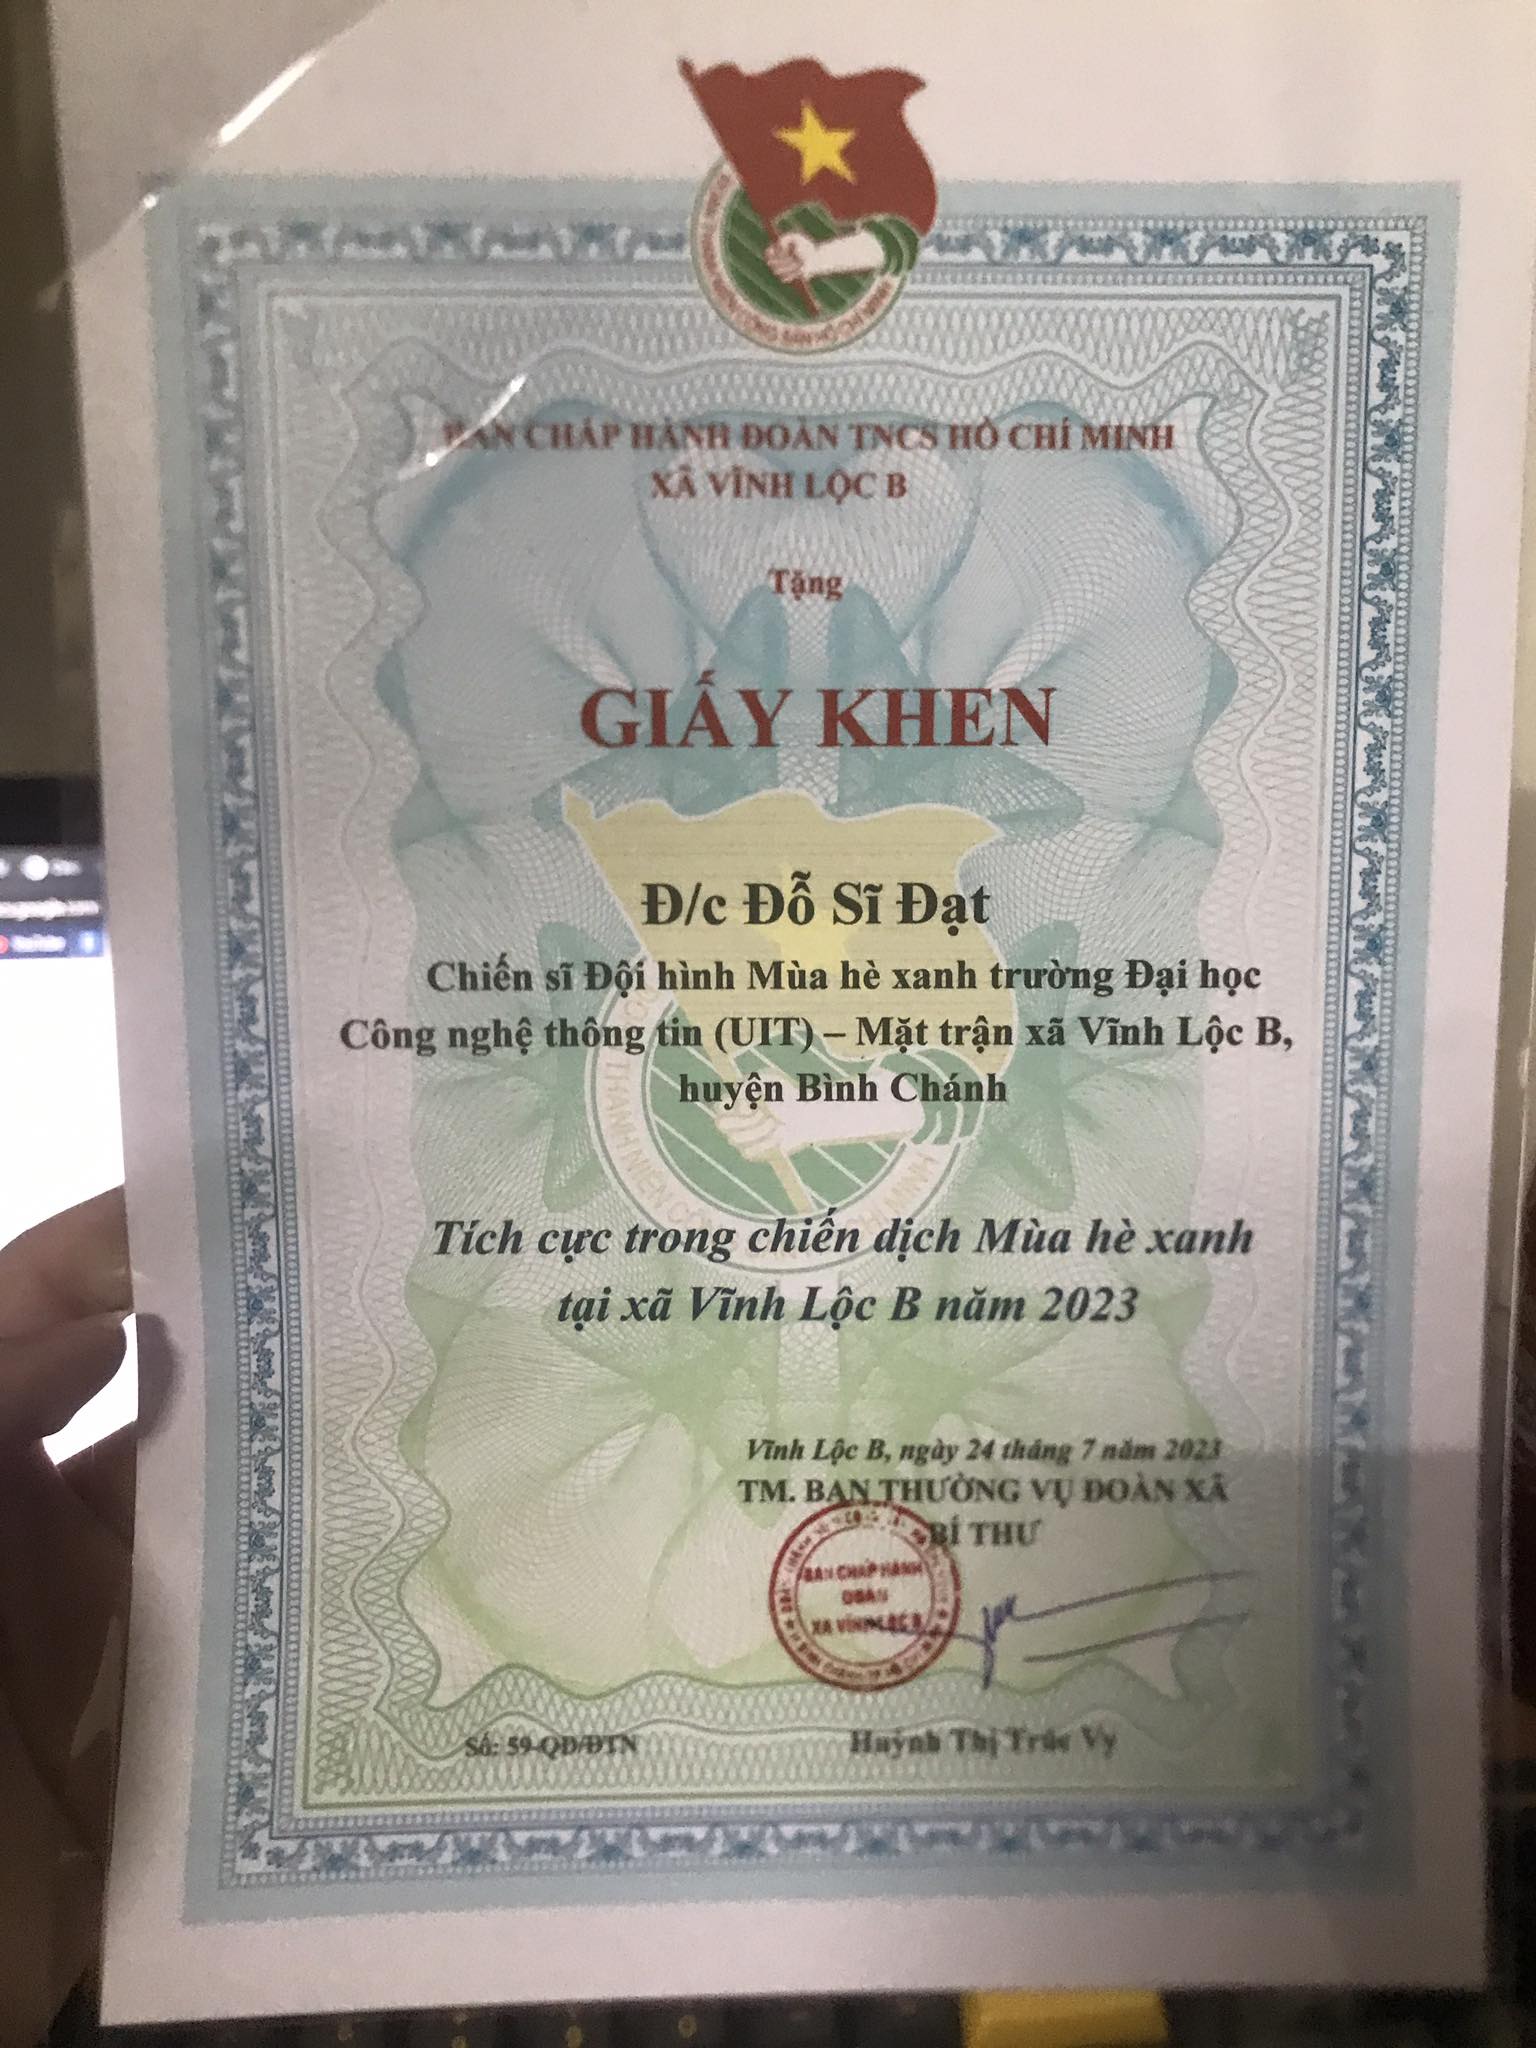 BAN CHẤP HÀNH ĐOÀN TNCS HỒ CHÍ MINH
XÃ VĨNH LỘC B
Tặng
GIẤY KHEN
Đ/c Đỗ Sĩ Đạt
Chiến sĩ Đội hình Mùa hè xanh trường Đại học
Công nghệ thông tin (UIT) – Mặt trận xã Vĩnh Lộc B,
huyện Bình Chánh
Tích cực trong chiến dịch Mùa hè xanh
tại xã Vĩnh Lộc B năm 2023
Vĩnh Lộc B, ngày 24 tháng 7 năm 2023
TM. BAN THƯỜNG VỤ ĐOÀN XÃ
BÍ THƯ
BAN CHẤP HÀNH
ĐOÀN
XÃ VĨNH LỘC B
Số: 59-QĐ/ĐTN
Huỳnh Thị Trúc Vy